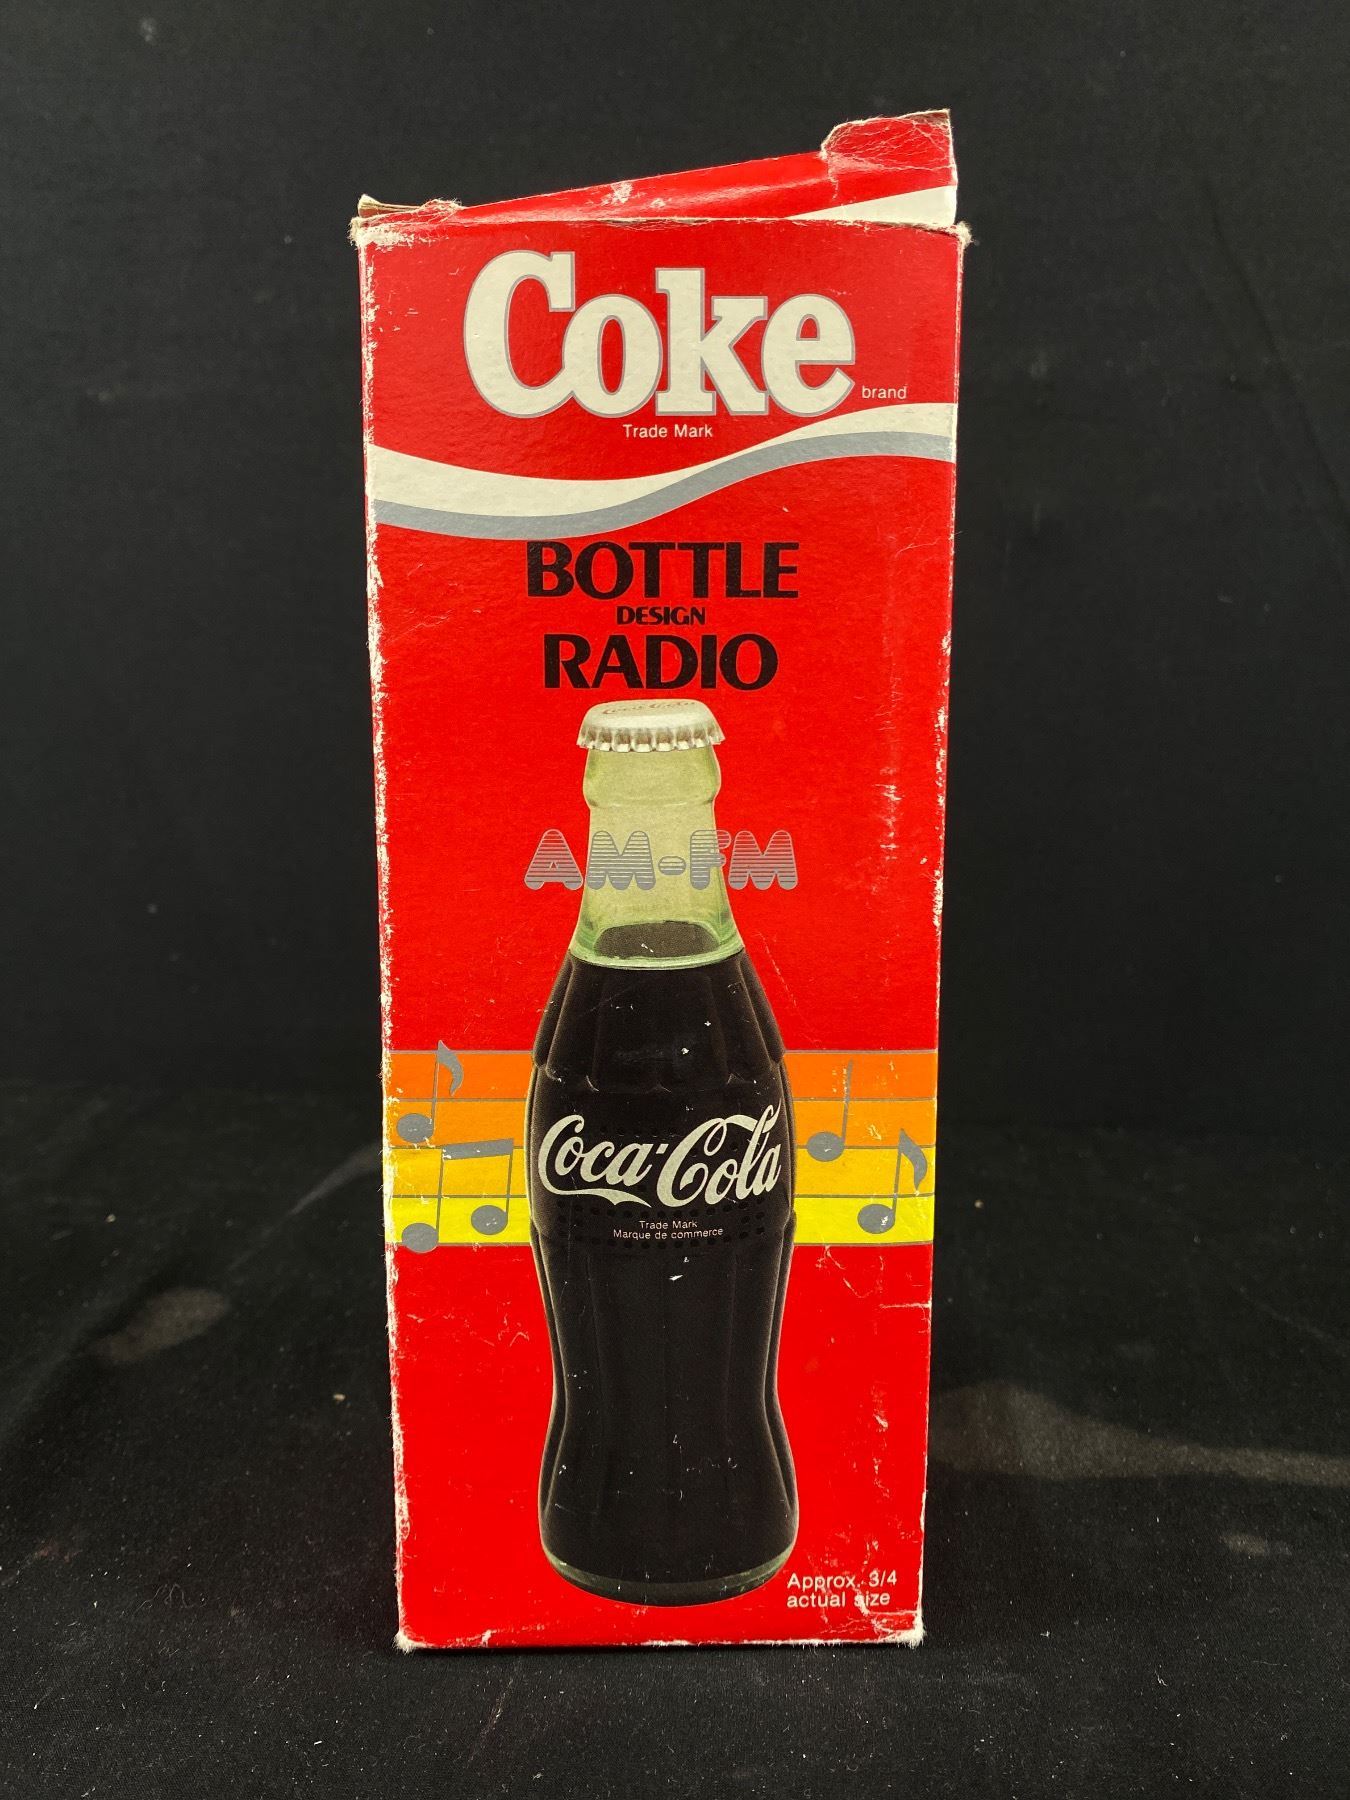 Coke
brand
Trade Mark
BOTTLE
DESIGN
RADIO
AM-FM
Coca-Cola
Trade Mark
Marque de commerce
Approx. 3/4
actual size